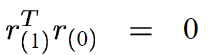 $r_{(1)}^{T} r_{(0)} = 0$